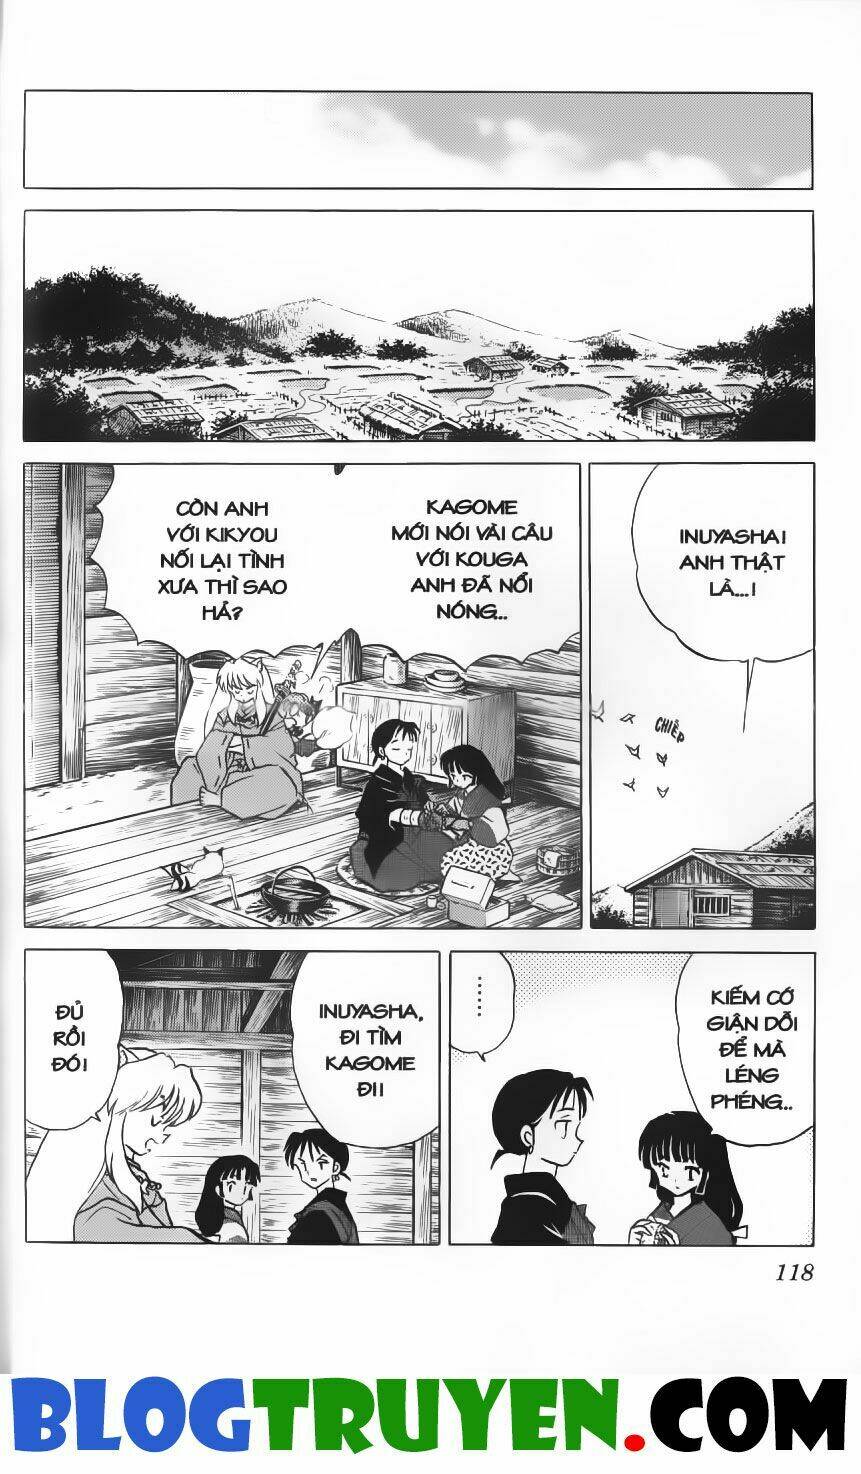 INUYASHA!
ANH THẬT
LÀ...!
CHIẾP
KAGOME
MỚI NÓI VÀI CÂU
VỚI KOUGA
ANH ĐÃ NỔI
NÓNG...
CÒN ANH
VỚI KIKYOU
NỐI LẠI TÌNH
XƯA THÌ SAO
HẢ?
KIẾM CỚ
GIẬN DỖI
ĐỂ MÀ
LÉNG
PHÉNG...
......
INUYASHA,
ĐI TÌM
KAGOME
ĐI!
ĐỦ
RỒI
ĐÓ!
118
BLOGTRUYEN.COM